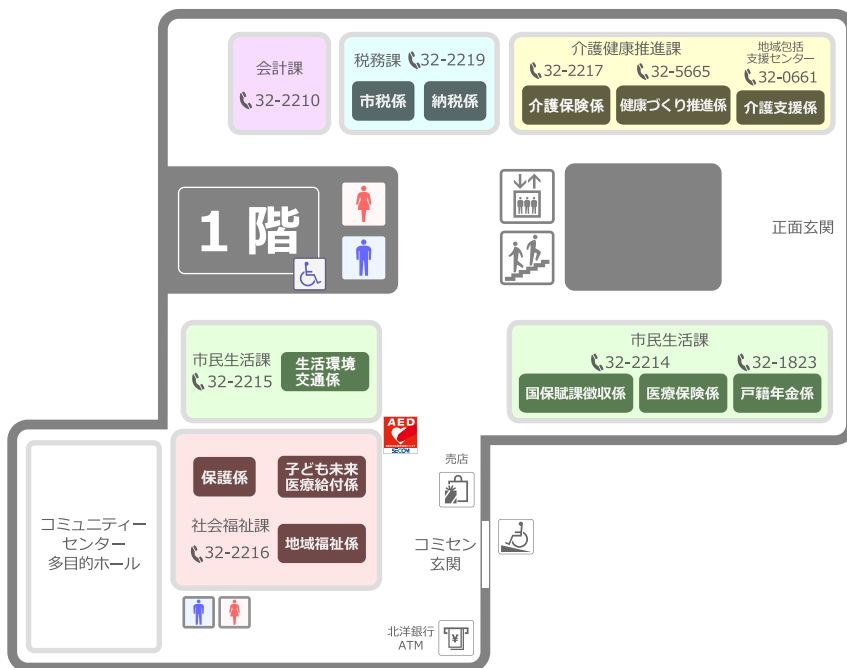 会計課
32-2210
税務課 32-2219
市税係
納税係
介護健康推進課
32-2217
32-5665
地域包括
支援センター
32-0661
介護保険係
健康づくり推進係
介護支援係
1 階
正面玄関
市民生活課
32-2215
生活環境
交通係
市民生活課
32-2214
32-1823
国保賦課徴収係
医療保険係
戸籍年金係
AED
SECOM
保護係
子ども未来
医療給付係
社会福祉課
32-2216
地域福祉係
売店
コミュニティー
センター
多目的ホール
コミセン
玄関
北洋銀行
ATM
¥